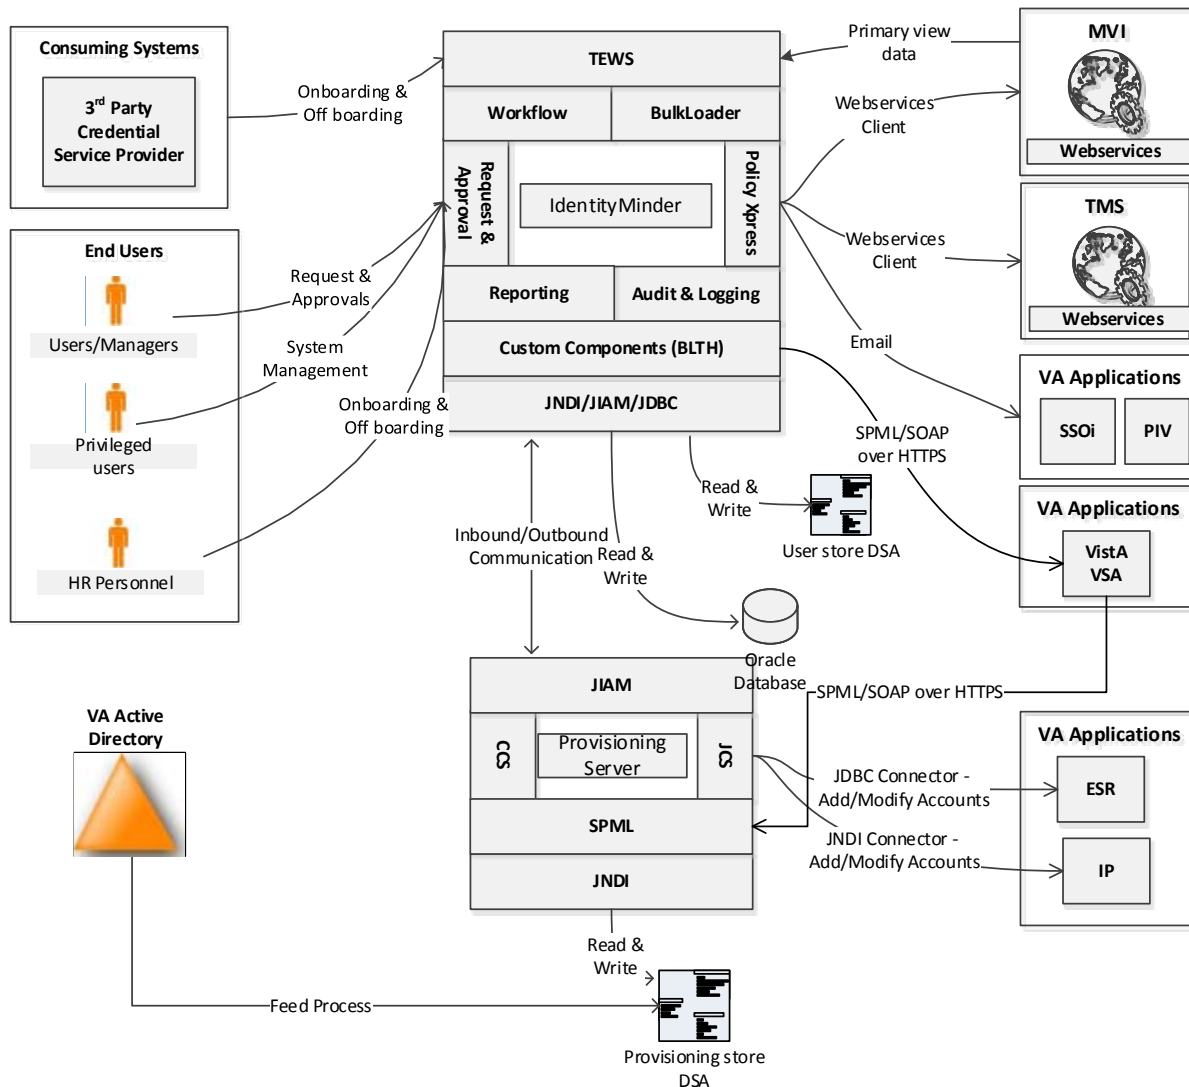 Consuming Systems
3rd Party
Credential
Service Provider
Onboarding &
Off boarding
End Users
Users/Managers
Privileged
users
HR Personnel
Request &
Approvals
System
Management
Onboarding &
Off boarding
TEWS
Workflow
BulkLoader
Request &
Approval
IdentityMinder
Policy Xpress
Reporting
Audit & Logging
Custom Components (BLTH)
JNDI/JIAM/JDBC
Primary view
data
Webservices
Client
Webservices
Client
Email
SPML/SOAP
over HTTPS
MVI
Webservices
TMS
Webservices
VA Applications
SSOi
PIV
VA Applications
VistA
VSA
Read &
Write
User store DSA
Inbound/Outbound
Communication
Read &
Write
Oracle
Database
SPML/SOAP over HTTPS
JIAM
CCS
Provisioning
Server
JCS
SPML
JNDI
JDBC Connector -
Add/Modify Accounts
JNDI Connector -
Add/Modify Accounts
VA Applications
ESR
IP
VA Active
Directory
Feed Process
Read &
Write
Provisioning store
DSA